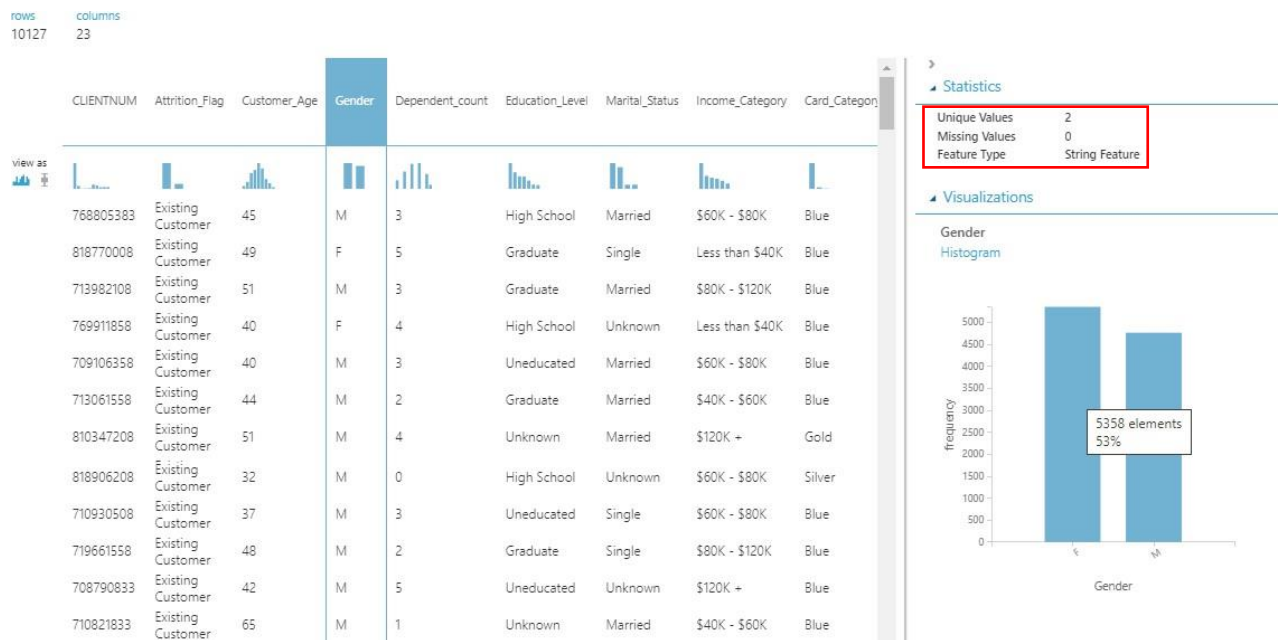 rows columns
10127 23
CLIENTNUM Attrition_Flag Customer_Age Gender Dependent_count Education_Level Marital_Status Income_Category Card_Category
view as
768805383 Existing Customer 45 M 3 High School Married $60K - $80K Blue
818770008 Existing Customer 49 F 5 Graduate Single Less than $40K Blue
713982108 Existing Customer 51 M 3 Graduate Married $80K - $120K Blue
769911858 Existing Customer 40 F 4 High School Unknown Less than $40K Blue
709106358 Existing Customer 40 M 3 Uneducated Married $60K - $80K Blue
713061558 Existing Customer 44 M 2 Graduate Married $40K - $60K Blue
810347208 Existing Customer 51 M 4 Unknown Married $120K + Gold
818906208 Existing Customer 32 M 0 High School Unknown $60K - $80K Silver
710930508 Existing Customer 37 M 3 Uneducated Single $60K - $80K Blue
719661558 Existing Customer 48 M 2 Graduate Single $80K - $120K Blue
708790833 Existing Customer 42 M 5 Uneducated Unknown $120K + Blue
710821833 Existing Customer 65 M 1 Unknown Married $40K - $60K Blue
Statistics
Unique Values 2
Missing Values 0
Feature Type String Feature
Visualizations
Gender
Histogram
5000
4500
4000
3500
3000
2500
2000
1500
1000
500
0
frequency
5358 elements
53%
F M
Gender